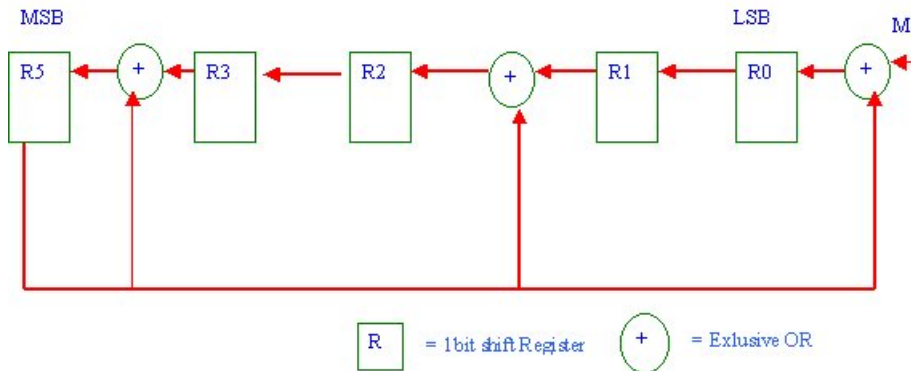 MSB
LSB
M
R5
+
R3
R2
+
R1
R0
+
R
= 1bit shift Register
+
= Exlusive OR